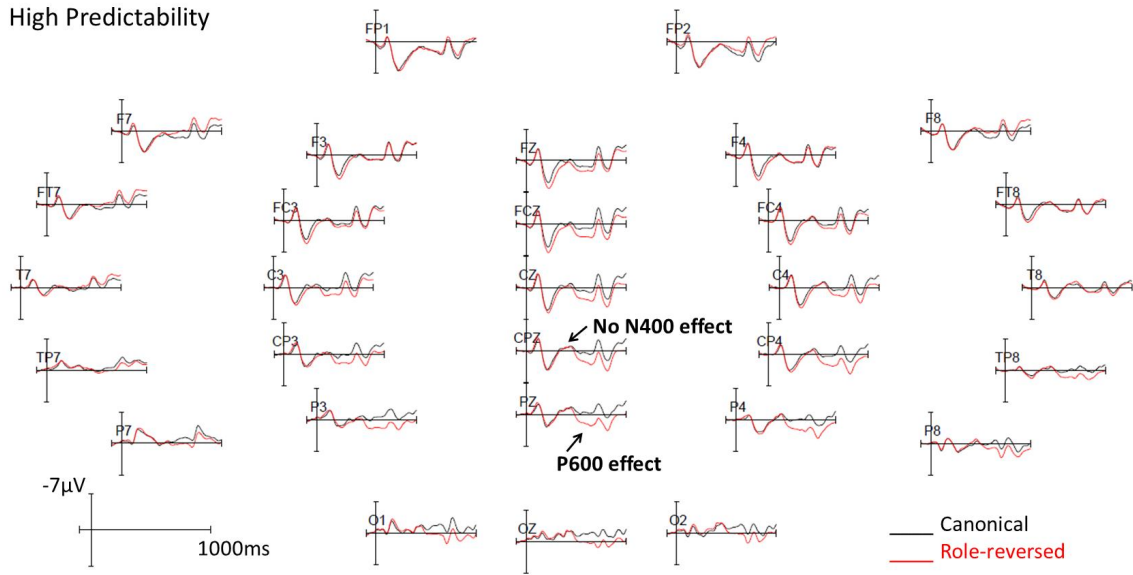 High Predictability
FP1
FP2
F7
F3
FZ
F4
F8
FT7
FC3
FCZ
FC4
FT8
T7
C3
CZ
C4
T8
No N400 effect
TP7
CP3
CPZ
CP4
TP8
P7
P3
PZ
P4
P8
P600 effect
-7µV
1000ms
O1
OZ
O2
Canonical
Role-reversed